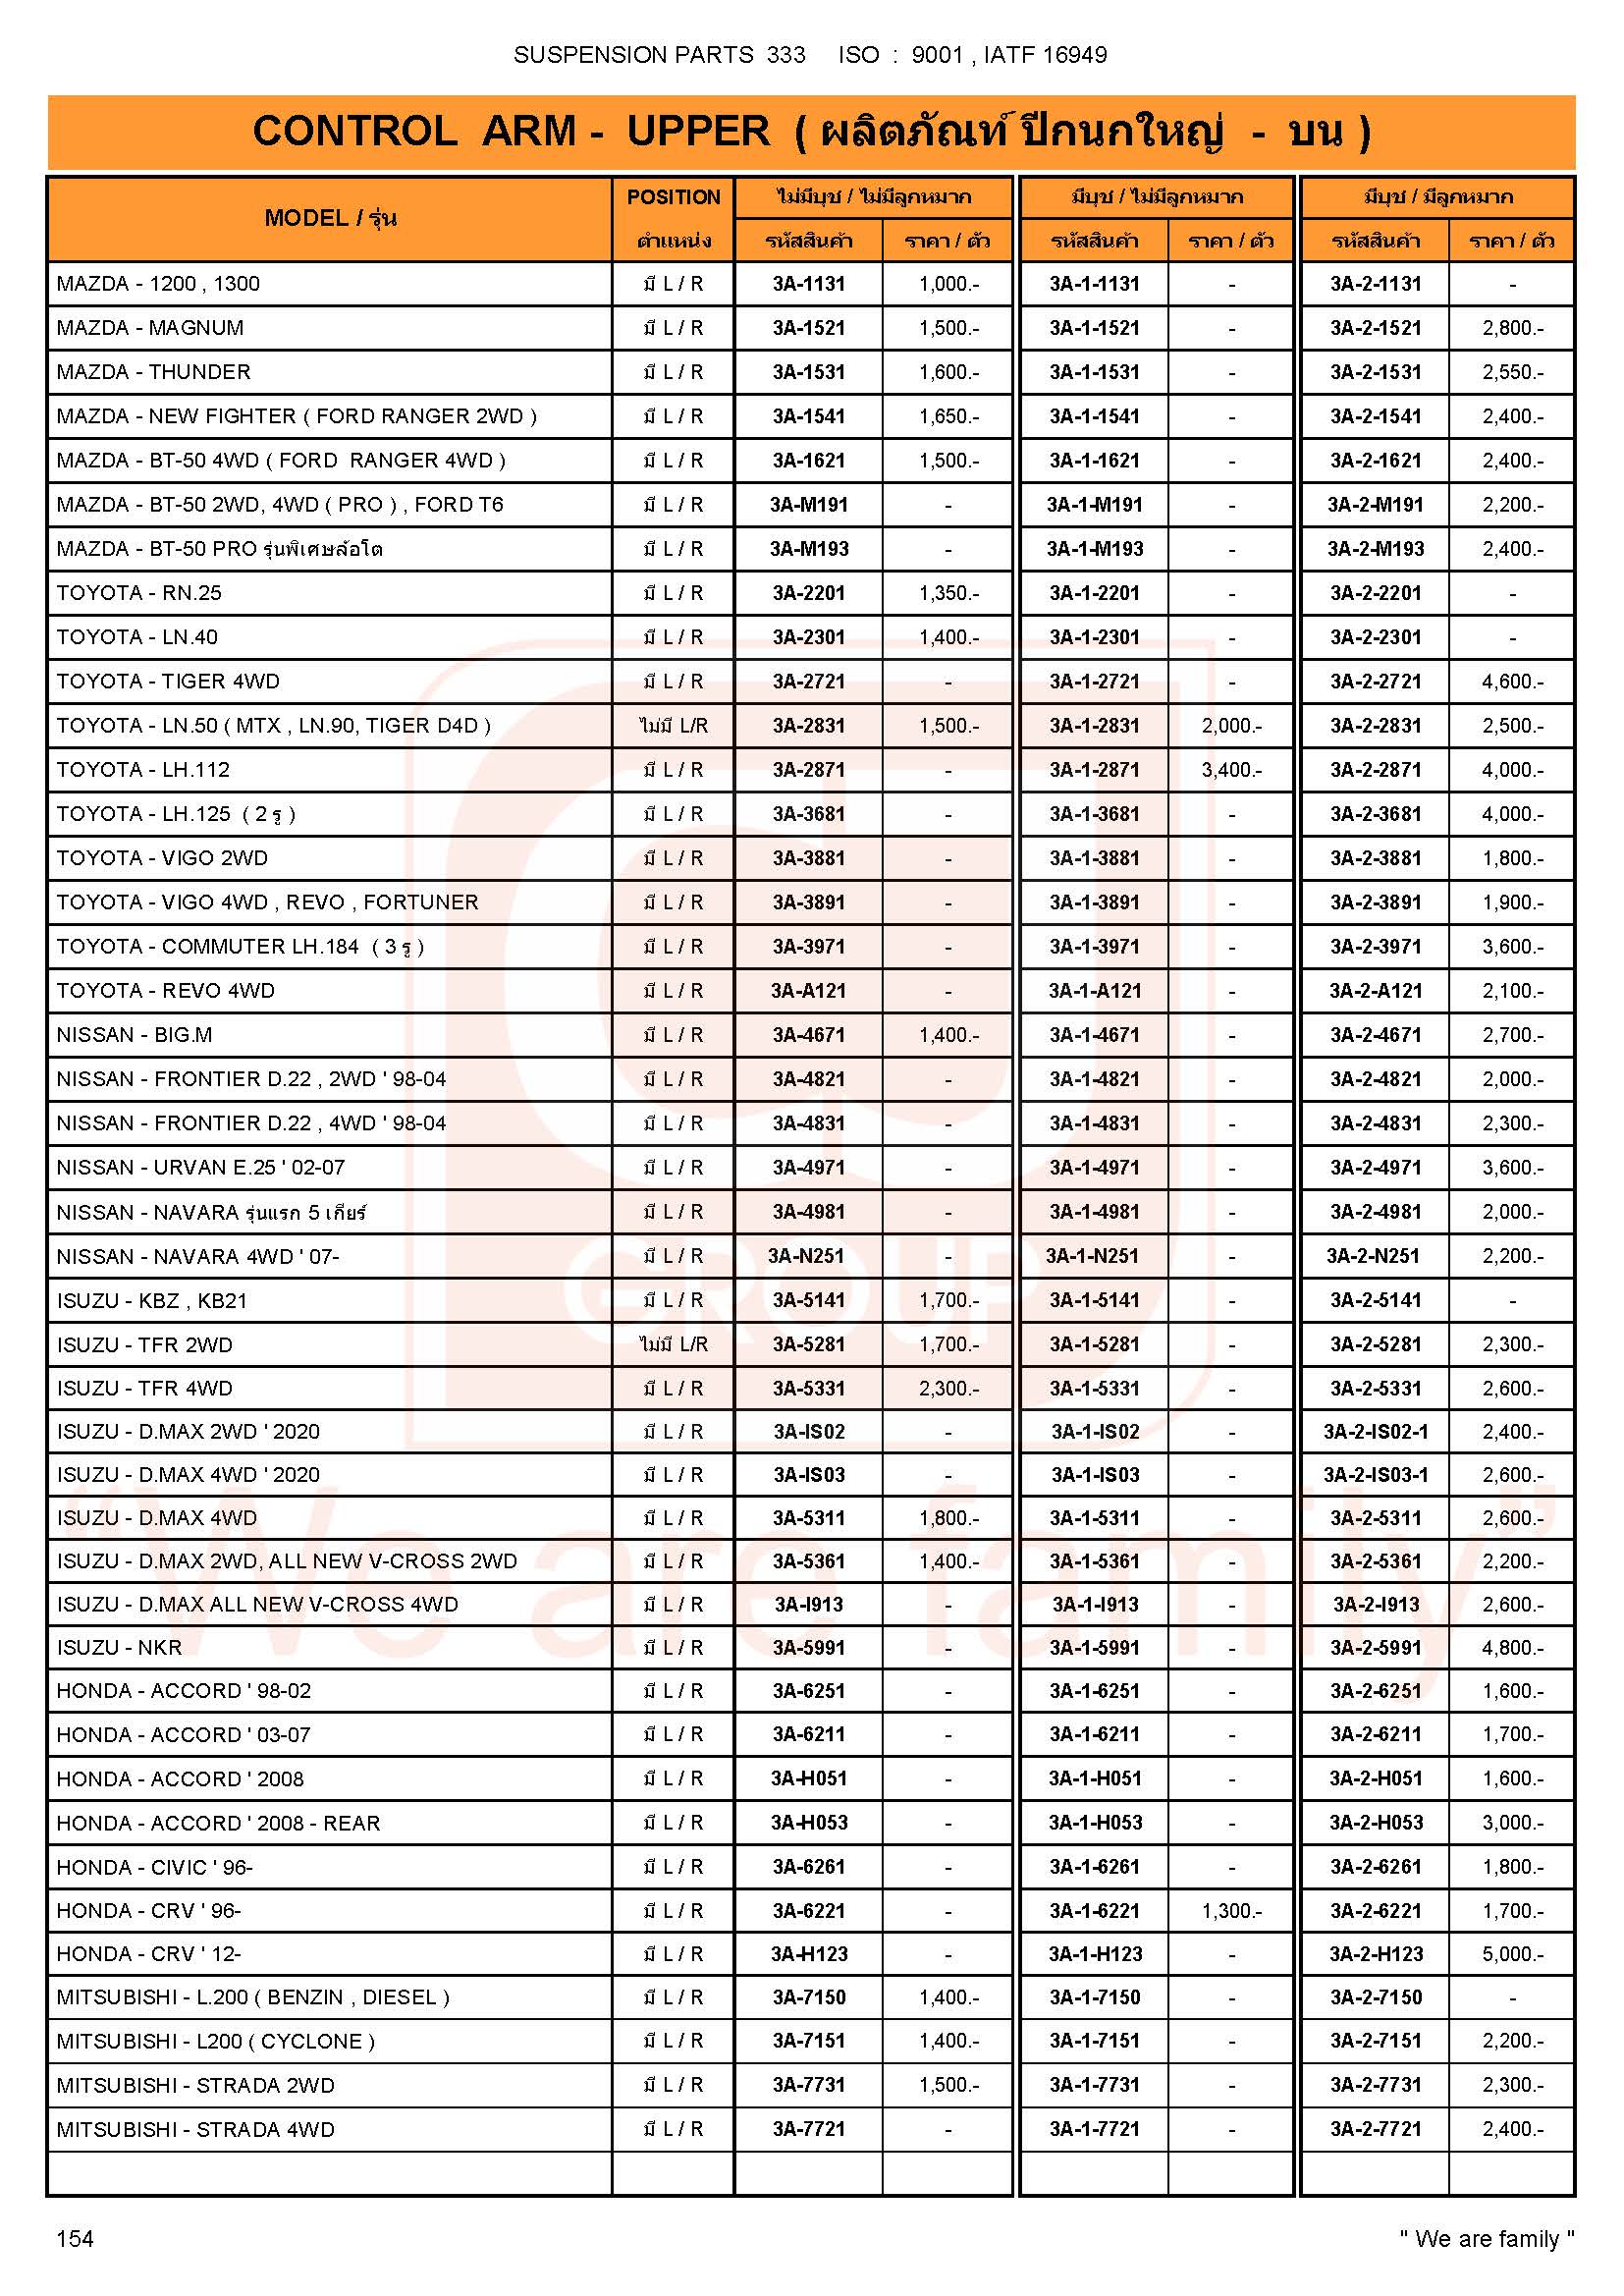 SUSPENSION PARTS 333 ISO : 9001 , IATF 16949
CONTROL ARM - UPPER ( ผลิตภัณฑ์ ปีกนกใหญ่ - บน )
MODEL / รุ่น POSITION ตำแหน่ง ไม่มีบุช / ไม่มีลูกหมาก มีบุช / ไม่มีลูกหมาก มีบุช / มีลูกหมาก
รหัสสินค้า ราคา / ตัว รหัสสินค้า ราคา / ตัว รหัสสินค้า ราคา / ตัว
MAZDA - 1200 , 1300 มี L / R 3A-1131 1,000.- 3A-1-1131 - 3A-2-1131 -
MAZDA - MAGNUM มี L / R 3A-1521 1,500.- 3A-1-1521 - 3A-2-1521 2,800.-
MAZDA - THUNDER มี L / R 3A-1531 1,600.- 3A-1-1531 - 3A-2-1531 2,550.-
MAZDA - NEW FIGHTER ( FORD RANGER 2WD ) มี L / R 3A-1541 1,650.- 3A-1-1541 - 3A-2-1541 2,400.-
MAZDA - BT-50 4WD ( FORD RANGER 4WD ) มี L / R 3A-1621 1,500.- 3A-1-1621 - 3A-2-1621 2,400.-
MAZDA - BT-50 2WD, 4WD ( PRO ) , FORD T6 มี L / R 3A-M191 - 3A-1-M191 - 3A-2-M191 2,200.-
MAZDA - BT-50 PRO รุ่นพิเศษล้อโต มี L / R 3A-M193 - 3A-1-M193 - 3A-2-M193 2,400.-
TOYOTA - RN.25 มี L / R 3A-2201 1,350.- 3A-1-2201 - 3A-2-2201 -
TOYOTA - LN.40 มี L / R 3A-2301 1,400.- 3A-1-2301 - 3A-2-2301 -
TOYOTA - TIGER 4WD มี L / R 3A-2721 - 3A-1-2721 - 3A-2-2721 4,600.-
TOYOTA - LN.50 ( MTX , LN.90, TIGER D4D ) ไม่มี L/R 3A-2831 1,500.- 3A-1-2831 2,000.- 3A-2-2831 2,500.-
TOYOTA - LH.112 มี L / R 3A-2871 - 3A-1-2871 3,400.- 3A-2-2871 4,000.-
TOYOTA - LH.125 ( 2 รู ) มี L / R 3A-3681 - 3A-1-3681 - 3A-2-3681 4,000.-
TOYOTA - VIGO 2WD มี L / R 3A-3881 - 3A-1-3881 - 3A-2-3881 1,800.-
TOYOTA - VIGO 4WD , REVO , FORTUNER มี L / R 3A-3891 - 3A-1-3891 - 3A-2-3891 1,900.-
TOYOTA - COMMUTER LH.184 ( 3 รู ) มี L / R 3A-3971 - 3A-1-3971 - 3A-2-3971 3,600.-
TOYOTA - REVO 4WD มี L / R 3A-A121 - 3A-1-A121 - 3A-2-A121 2,100.-
NISSAN - BIG.M มี L / R 3A-4671 1,400.- 3A-1-4671 - 3A-2-4671 2,700.-
NISSAN - FRONTIER D.22 , 2WD ' 98-04 มี L / R 3A-4821 - 3A-1-4821 - 3A-2-4821 2,000.-
NISSAN - FRONTIER D.22 , 4WD ' 98-04 มี L / R 3A-4831 - 3A-1-4831 - 3A-2-4831 2,300.-
NISSAN - URVAN E.25 ' 02-07 มี L / R 3A-4971 - 3A-1-4971 - 3A-2-4971 3,600.-
NISSAN - NAVARA รุ่นแรก 5 เกียร์ มี L / R 3A-4981 - 3A-1-4981 - 3A-2-4981 2,000.-
NISSAN - NAVARA 4WD ' 07- มี L / R 3A-N251 - 3A-1-N251 - 3A-2-N251 2,200.-
GROUP
ISUZU - KBZ , KB21 มี L / R 3A-5141 1,700.- 3A-1-5141 - 3A-2-5141 -
ISUZU - TFR 2WD ไม่มี L/R 3A-5281 1,700.- 3A-1-5281 - 3A-2-5281 2,300.-
ISUZU - TFR 4WD มี L / R 3A-5331 2,300.- 3A-1-5331 - 3A-2-5331 2,600.-
ISUZU - D.MAX 2WD ' 2020 มี L / R 3A-IS02 - 3A-1-IS02 - 3A-2-IS02-1 2,400.-
ISUZU - D.MAX 4WD ' 2020 มี L / R 3A-IS03 - 3A-1-IS03 - 3A-2-IS03-1 2,600.-
ISUZU - D.MAX 4WD มี L / R 3A-5311 1,800.- 3A-1-5311 - 3A-2-5311 2,600.-
ISUZU - D.MAX 2WD, ALL NEW V-CROSS 2WD มี L / R 3A-5361 1,400.- 3A-1-5361 - 3A-2-5361 2,200.-
"We are family"
ISUZU - D.MAX ALL NEW V-CROSS 4WD มี L / R 3A-I913 - 3A-1-I913 - 3A-2-I913 2,600.-
ISUZU - NKR มี L / R 3A-5991 - 3A-1-5991 - 3A-2-5991 4,800.-
HONDA - ACCORD ' 98-02 มี L / R 3A-6251 - 3A-1-6251 - 3A-2-6251 1,600.-
HONDA - ACCORD ' 03-07 มี L / R 3A-6211 - 3A-1-6211 - 3A-2-6211 1,700.-
HONDA - ACCORD ' 2008 มี L / R 3A-H051 - 3A-1-H051 - 3A-2-H051 1,600.-
HONDA - ACCORD ' 2008 - REAR มี L / R 3A-H053 - 3A-1-H053 - 3A-2-H053 3,000.-
HONDA - CIVIC ' 96- มี L / R 3A-6261 - 3A-1-6261 - 3A-2-6261 1,800.-
HONDA - CRV ' 96- มี L / R 3A-6221 - 3A-1-6221 1,300.- 3A-2-6221 1,700.-
HONDA - CRV ' 12- มี L / R 3A-H123 - 3A-1-H123 - 3A-2-H123 5,000.-
MITSUBISHI - L.200 ( BENZIN , DIESEL ) มี L / R 3A-7150 1,400.- 3A-1-7150 - 3A-2-7150 -
MITSUBISHI - L200 ( CYCLONE ) มี L / R 3A-7151 1,400.- 3A-1-7151 - 3A-2-7151 2,200.-
MITSUBISHI - STRADA 2WD มี L / R 3A-7731 1,500.- 3A-1-7731 - 3A-2-7731 2,300.-
MITSUBISHI - STRADA 4WD มี L / R 3A-7721 - 3A-1-7721 - 3A-2-7721 2,400.-
154 " We are family "